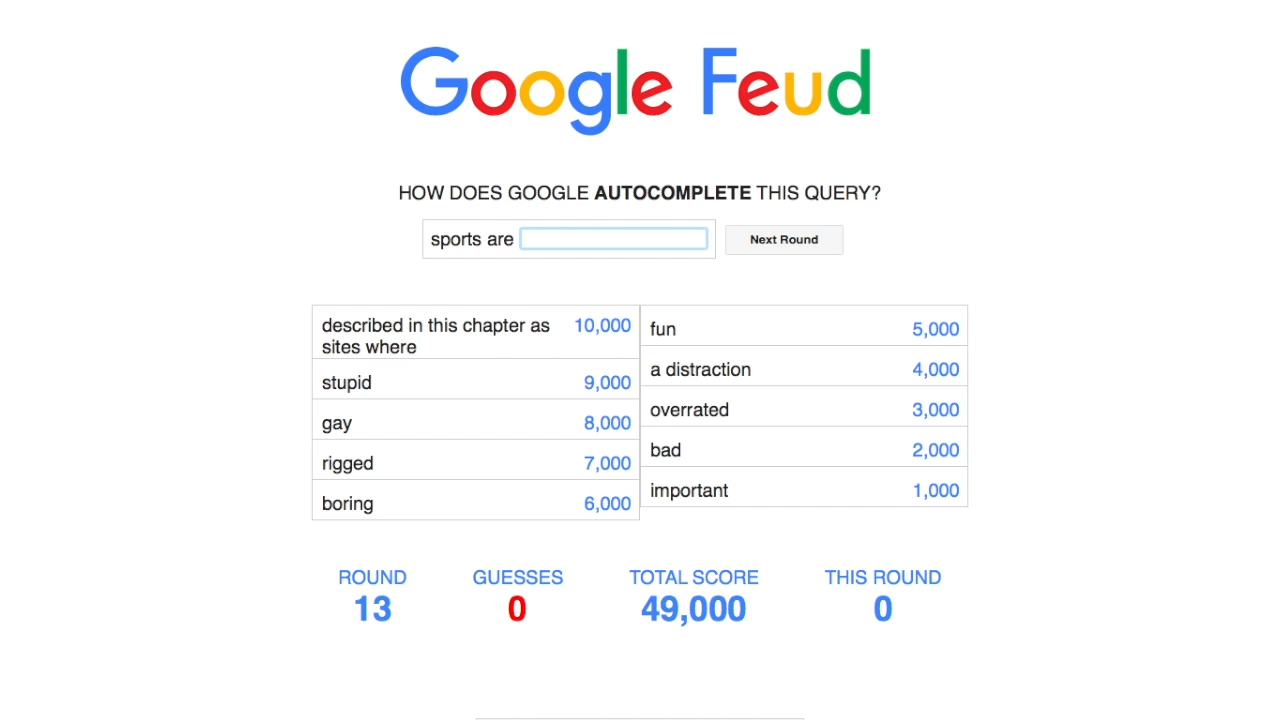 Google Feud
HOW DOES GOOGLE AUTOCOMPLETE THIS QUERY?
sports are
Next Round
described in this chapter as 10,000
sites where
stupid 9,000
gay 8,000
rigged 7,000
boring 6,000
fun 5,000
a distraction 4,000
overrated 3,000
bad 2,000
important 1,000
ROUND GUESSES TOTAL SCORE THIS ROUND
13 0 49,000 0